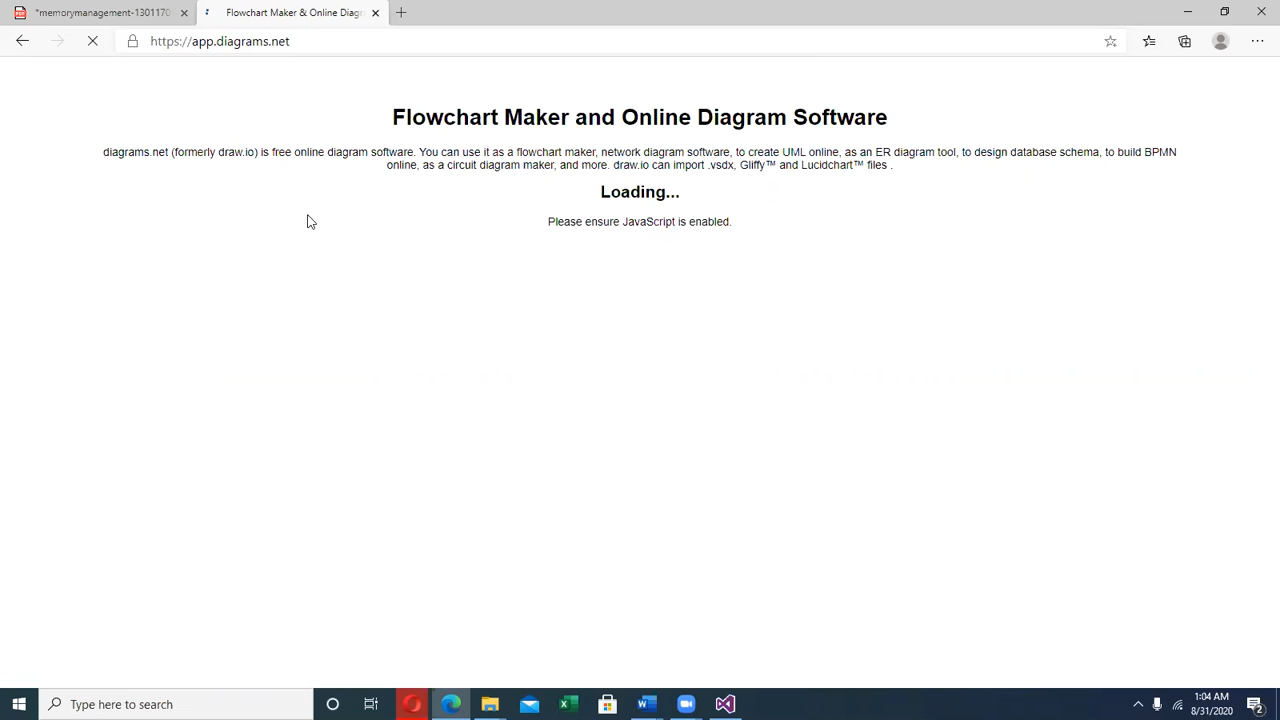 "memorymanagement-1301170
Flowchart Maker & Online Diagr
https://app.diagrams.net
Flowchart Maker and Online Diagram Software
diagrams.net (formerly draw.io) is free online diagram software. You can use it as a flowchart maker, network diagram software, to create UML online, as an ER diagram tool, to design database schema, to build BPMN
online, as a circuit diagram maker, and more. draw.io can import .vsdx, Gliffy™ and Lucidchart™ files .
Loading...
Please ensure JavaScript is enabled.
Type here to search
1:04 AM
8/31/2020
2